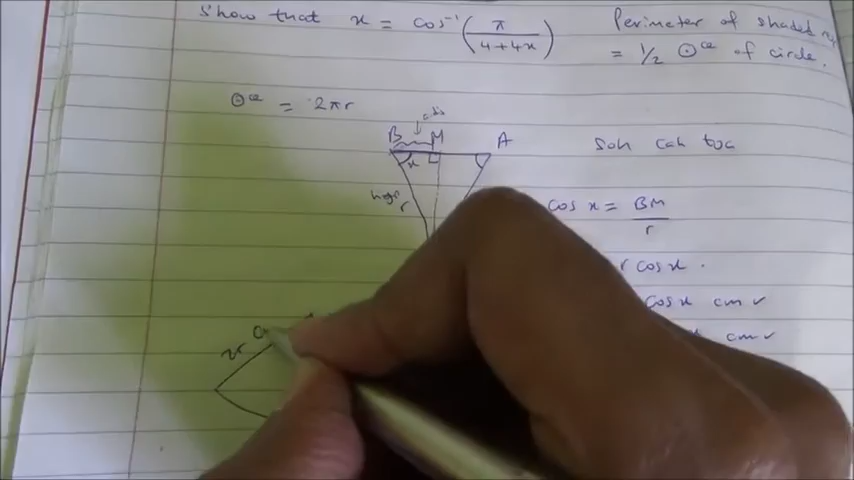 Show that x = cos⁻¹ (π / 4+4x)
Perimeter of shaded
= 1/2 ⊙ce of circle.
⊙ce = 2πr
adj
B M A
x
hyp
r
Soh Cah toa
cos x = BM / r
r cos x.
cos x cm ✓
cm ✓
2r